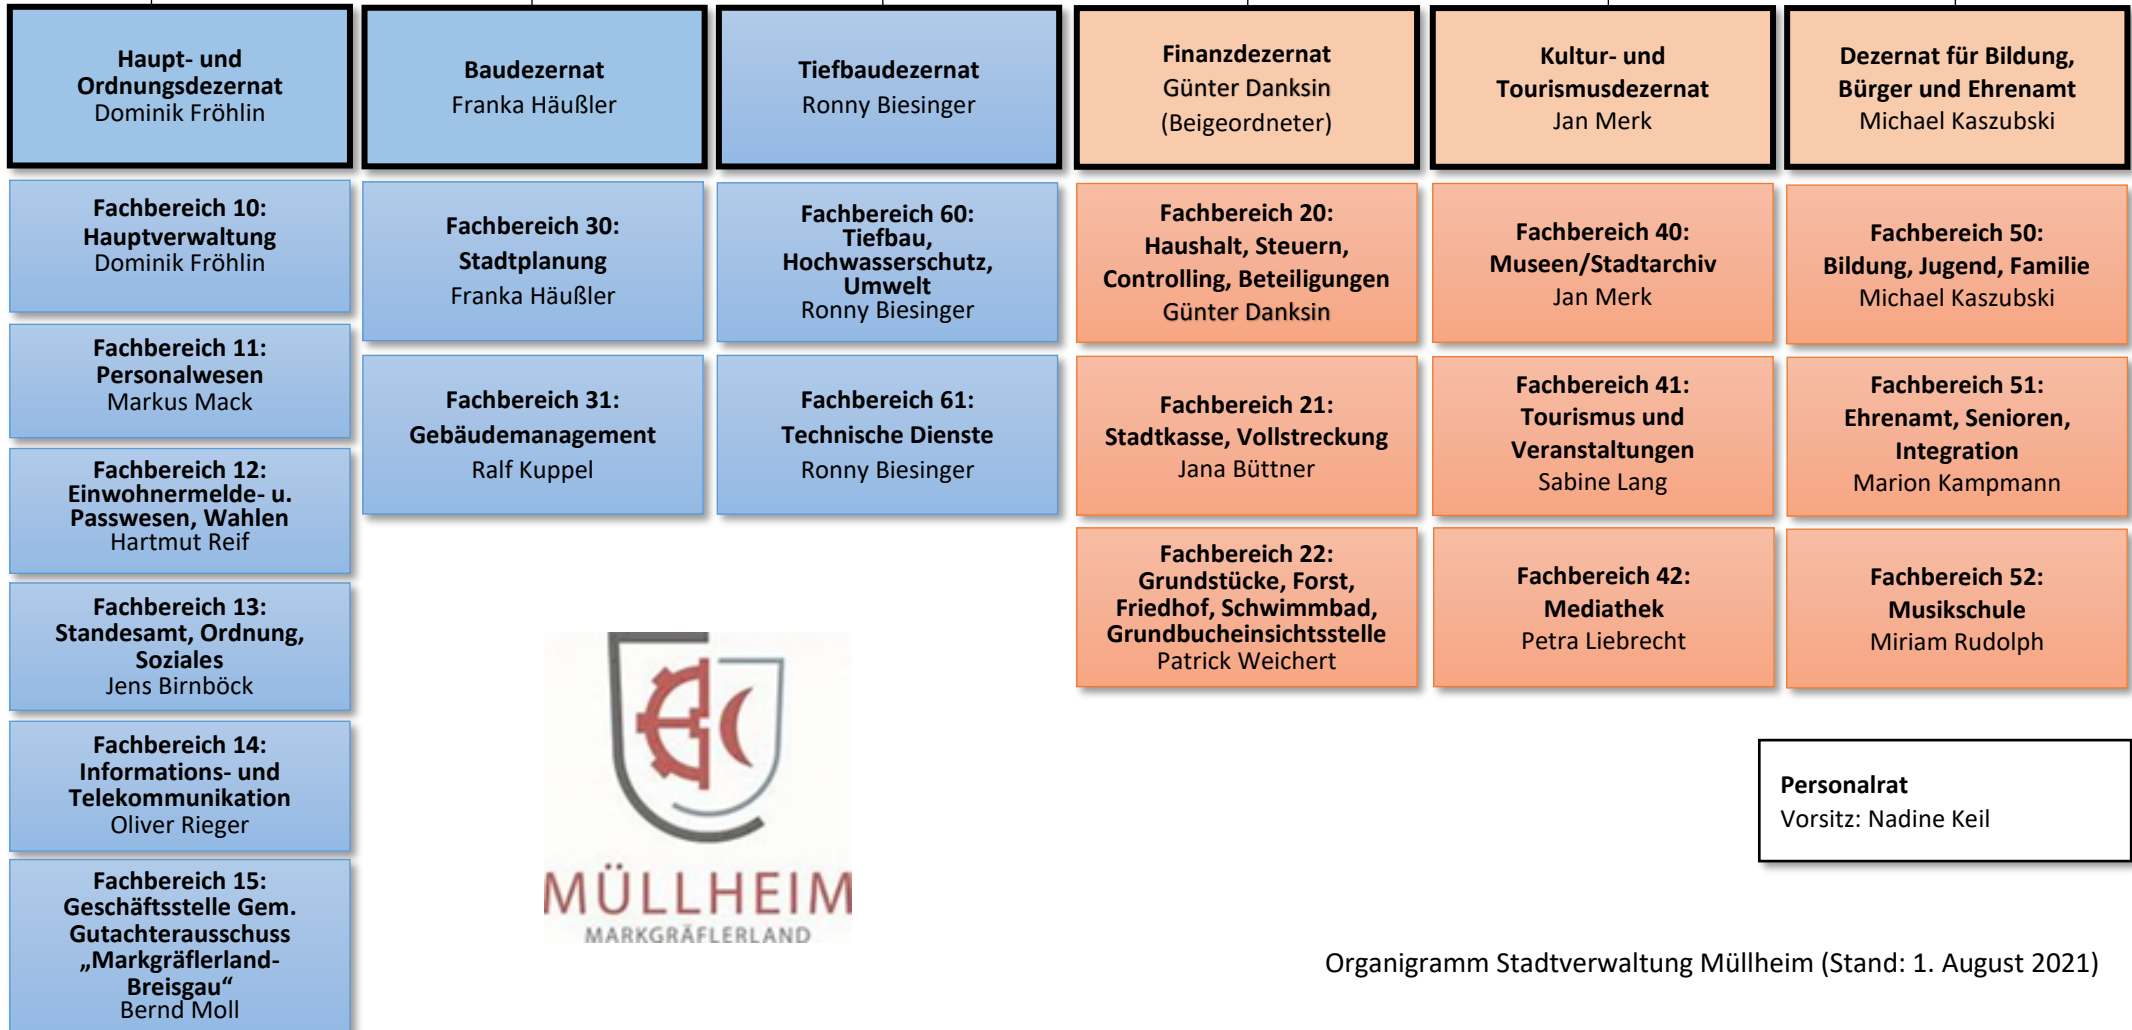 Haupt- und
Ordnungsdezernat
Dominik Fröhlin
Fachbereich 10:
Hauptverwaltung
Dominik Fröhlin
Fachbereich 11:
Personalwesen
Markus Mack
Fachbereich 12:
Einwohnermelde- u.
Passwesen, Wahlen
Hartmut Reif
Fachbereich 13:
Standesamt, Ordnung,
Soziales
Jens Birnböck
Fachbereich 14:
Informations- und
Telekommunikation
Oliver Rieger
Fachbereich 15:
Geschäftsstelle Gem.
Gutachterausschuss
„Markgräflerland-
Breisgau“
Bernd Moll
Baudezernat
Franka Häußler
Fachbereich 30:
Stadtplanung
Franka Häußler
Fachbereich 31:
Gebäudemanagement
Ralf Kuppel
Tiefbaudezernat
Ronny Biesinger
Fachbereich 60:
Tiefbau,
Hochwasserschutz,
Umwelt
Ronny Biesinger
Fachbereich 61:
Technische Dienste
Ronny Biesinger
Finanzdezernat
Günter Danksin
(Beigeordneter)
Fachbereich 20:
Haushalt, Steuern,
Controlling, Beteiligungen
Günter Danksin
Fachbereich 21:
Stadtkasse, Vollstreckung
Jana Büttner
Fachbereich 22:
Grundstücke, Forst,
Friedhof, Schwimmbad,
Grundbucheinsichtsstelle
Patrick Weichert
Kultur- und
Tourismusdezernat
Jan Merk
Fachbereich 40:
Museen/Stadtarchiv
Jan Merk
Fachbereich 41:
Tourismus und
Veranstaltungen
Sabine Lang
Fachbereich 42:
Mediathek
Petra Liebrecht
Dezernat für Bildung,
Bürger und Ehrenamt
Michael Kaszubski
Fachbereich 50:
Bildung, Jugend, Familie
Michael Kaszubski
Fachbereich 51:
Ehrenamt, Senioren,
Integration
Marion Kampmann
Fachbereich 52:
Musikschule
Miriam Rudolph
MÜLLHEIM
MARKGRÄFLERLAND
Personalrat
Vorsitz: Nadine Keil
Organigramm Stadtverwaltung Müllheim (Stand: 1. August 2021)